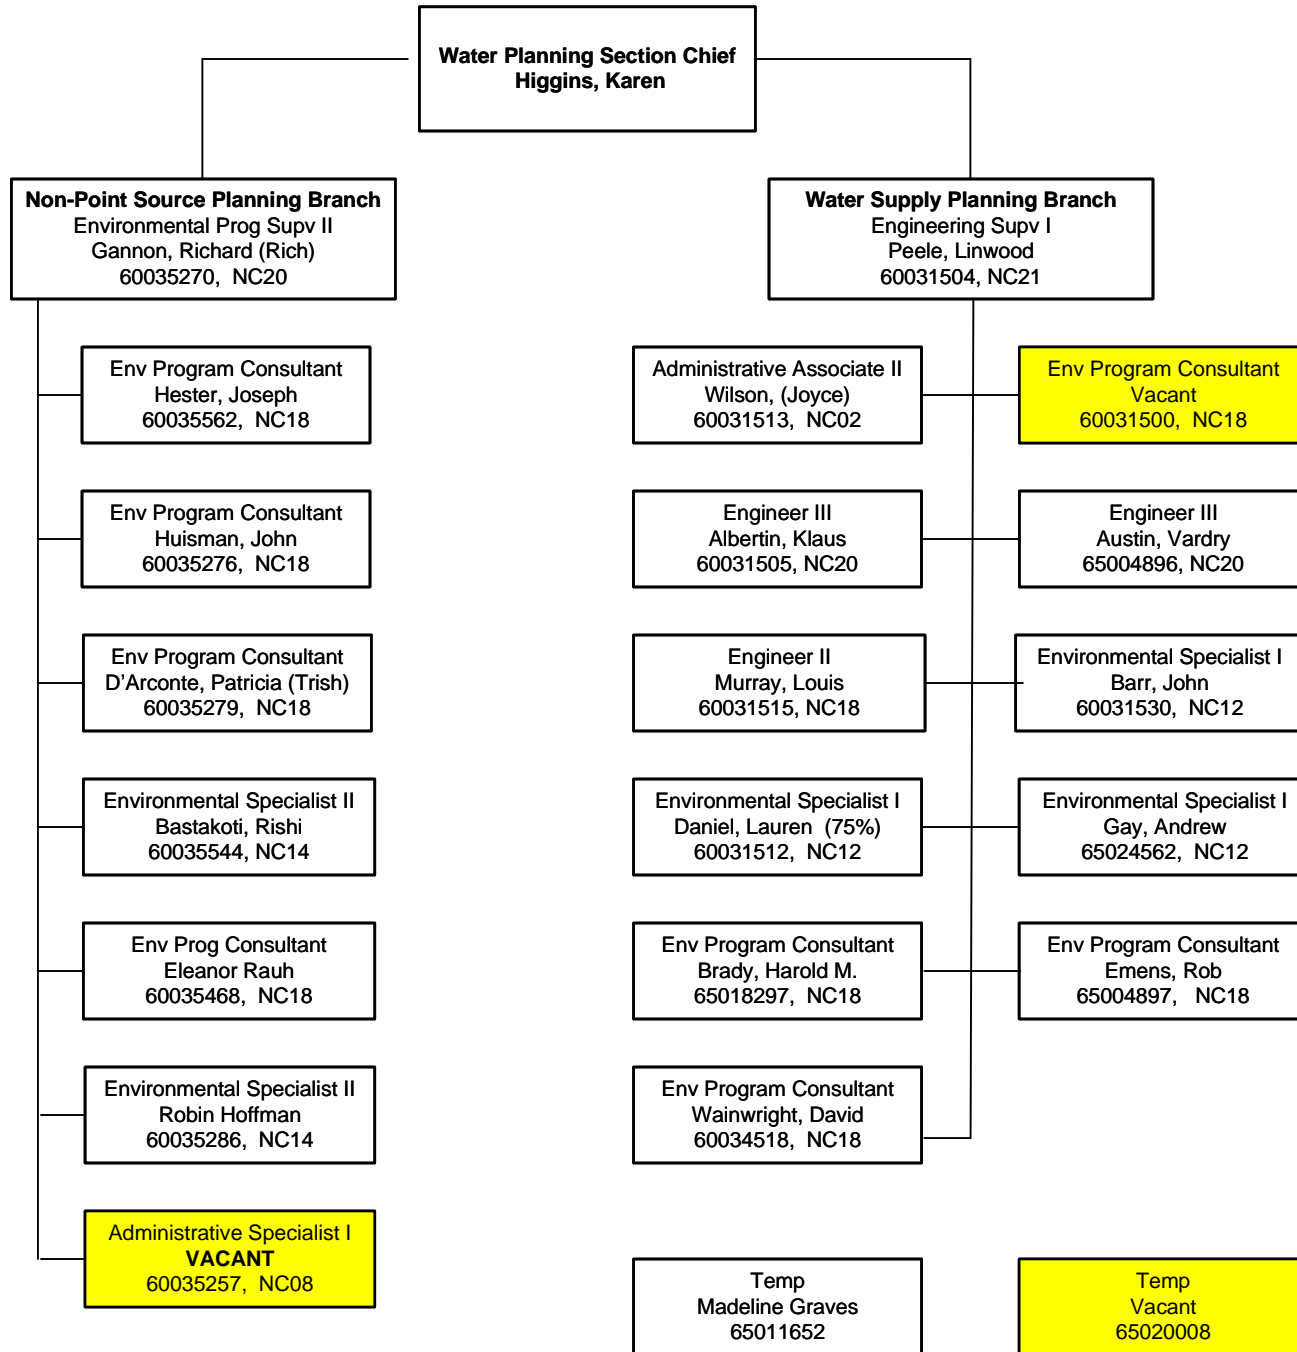 Water Planning Section Chief
Higgins, Karen
Non-Point Source Planning Branch
Environmental Prog Supv II
Gannon, Richard (Rich)
60035270, NC20
Water Supply Planning Branch
Engineering Supv I
Peele, Linwood
60031504, NC21
Env Program Consultant
Hester, Joseph
60035562, NC18
Administrative Associate II
Wilson, (Joyce)
60031513, NC02
Env Program Consultant
Vacant
60031500, NC18
Env Program Consultant
Huisman, John
60035276, NC18
Engineer III
Albertin, Klaus
60031505, NC20
Engineer III
Austin, Vardry
65004896, NC20
Env Program Consultant
D'Arconte, Patricia (Trish)
60035279, NC18
Engineer II
Murray, Louis
60031515, NC18
Environmental Specialist I
Barr, John
60031530, NC12
Environmental Specialist II
Bastakoti, Rishi
60035544, NC14
Environmental Specialist I
Daniel, Lauren (75%)
60031512, NC12
Environmental Specialist I
Gay, Andrew
65024562, NC12
Env Prog Consultant
Eleanor Rauh
60035468, NC18
Env Program Consultant
Brady, Harold M.
65018297, NC18
Env Program Consultant
Emens, Rob
65004897, NC18
Environmental Specialist II
Robin Hoffman
60035286, NC14
Env Program Consultant
Wainwright, David
60034518, NC18
Administrative Specialist I
VACANT
60035257, NC08
Temp
Madeline Graves
65011652
Temp
Vacant
65020008